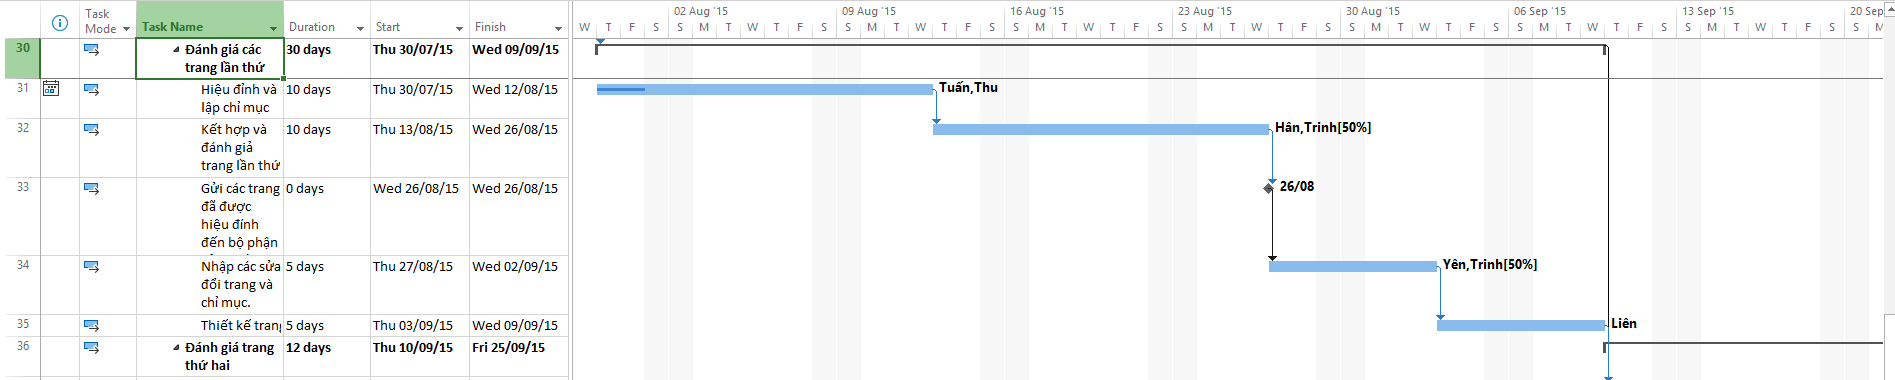 02 Aug '15 09 Aug '15 16 Aug '15 23 Aug '15 30 Aug '15 06 Sep '15 13 Sep '15 20 Sep
Task Mode Task Name Duration Start Finish
W T F S S M T W T F S S M T W T F S S M T W T F S S M T W T F S S M T W T F S S M T W T F S S M T W T F S S M
30 Đánh giá các 30 days Thu 30/07/15 Wed 09/09/15
trang lần thứ
31 Hiệu đỉnh và 10 days Thu 30/07/15 Wed 12/08/15 Tuấn,Thu
lập chỉ mục
32 Kết hợp và 10 days Thu 13/08/15 Wed 26/08/15 Hân,Trinh[50%]
đánh giả
trang lần thứ
33 Gửi các trang 0 days Wed 26/08/15 Wed 26/08/15 26/08
đã được
hiệu đính
đến bộ phận
34 Nhập các sửa 5 days Thu 27/08/15 Wed 02/09/15 Yên,Trinh[50%]
đổi trang và
chỉ mục.
35 Thiết kế trang 5 days Thu 03/09/15 Wed 09/09/15 Liên
36 Đánh giá trang 12 days Thu 10/09/15 Fri 25/09/15
thứ hai